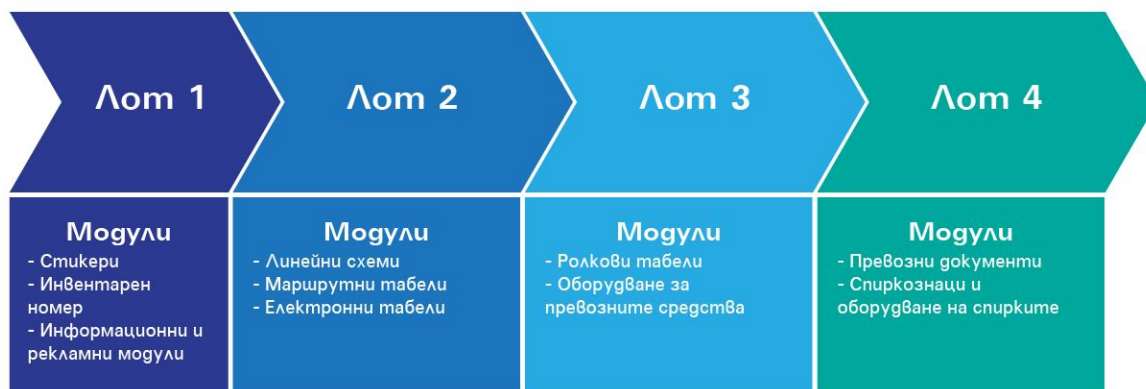 Лот 1
Лот 2
Лот 3
Лот 4
Модули
- Стикери
- Инвентарен
номер
- Информационни и
рекламни модули
Модули
- Линейни схеми
- Маршрутни табели
- Електронни табели
Модули
- Ролкови табели
- Оборудване за
превозните средства
Модули
- Превозни документи
- Спиркознаци и
оборудване на спирките